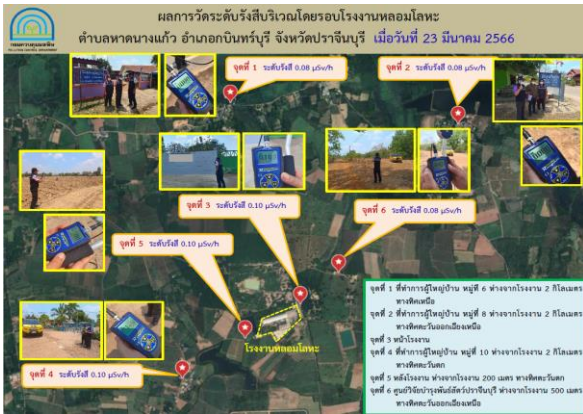 ผลการวัดระดับรังสีบริเวณโดยรอบโรงงานหลอมโลหะ
ตำบลหาดนางแก้ว อำเภอกบินทร์บุรี จังหวัดปราจีนบุรี เมื่อวันที่ 23 มีนาคม 2566
กรมควบคุมมลพิษ
จุดที่ 1 ระดับรังสี 0.08 µSv/h
จุดที่ 2 ระดับรังสี 0.08 µSv/h
จุดที่ 3
ระดับรังสี 0.10 µSv/h
จุดที่ 6 ระดับรังสี 0.08 µSv/h
จุดที่ 5 ระดับรังสี 0.10 µSv/h
โรงงานหลอมโลหะ
จุดที่ 4 ระดับรังสี 0.10 µSv/h
จุดที่ 1 ที่ทำการผู้ใหญ่บ้าน หมู่ที่ 6 ห่างจากโรงงาน 2 กิโลเมตร
ทางทิศเหนือ
จุดที่ 2 ที่ทำการผู้ใหญ่บ้าน หมู่ที่ 8 ห่างจากโรงงาน 2 กิโลเมตร
ทางทิศตะวันออกเฉียงเหนือ
จุดที่ 3 หน้าโรงงาน
จุดที่ 4 ที่ทำการผู้ใหญ่บ้าน หมู่ที่ 10 ห่างจากโรงงาน 2 กิโลเมตร
ทางทิศตะวันตก
จุดที่ 5 หลังโรงงาน ห่างจากโรงงาน 200 เมตร ทางทิศตะวันตก
จุดที่ 6 ศูนย์วิจัยบำรุงพันธุ์สัตว์ปราจีนบุรี ห่างจากโรงงาน 500 เมตร
ทางทิศตะวันออกเฉียงเหนือ